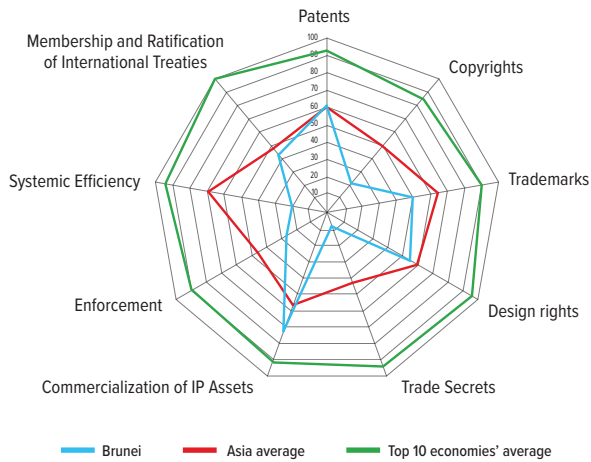 Patents
Membership and Ratification
of International Treaties
Copyrights
100
90
80
70
60
50
40
30
20
10
Systemic Efficiency
Trademarks
Enforcement
Design rights
Commercialization of IP Assets
Trade Secrets
Brunei
Asia average
Top 10 economies' average